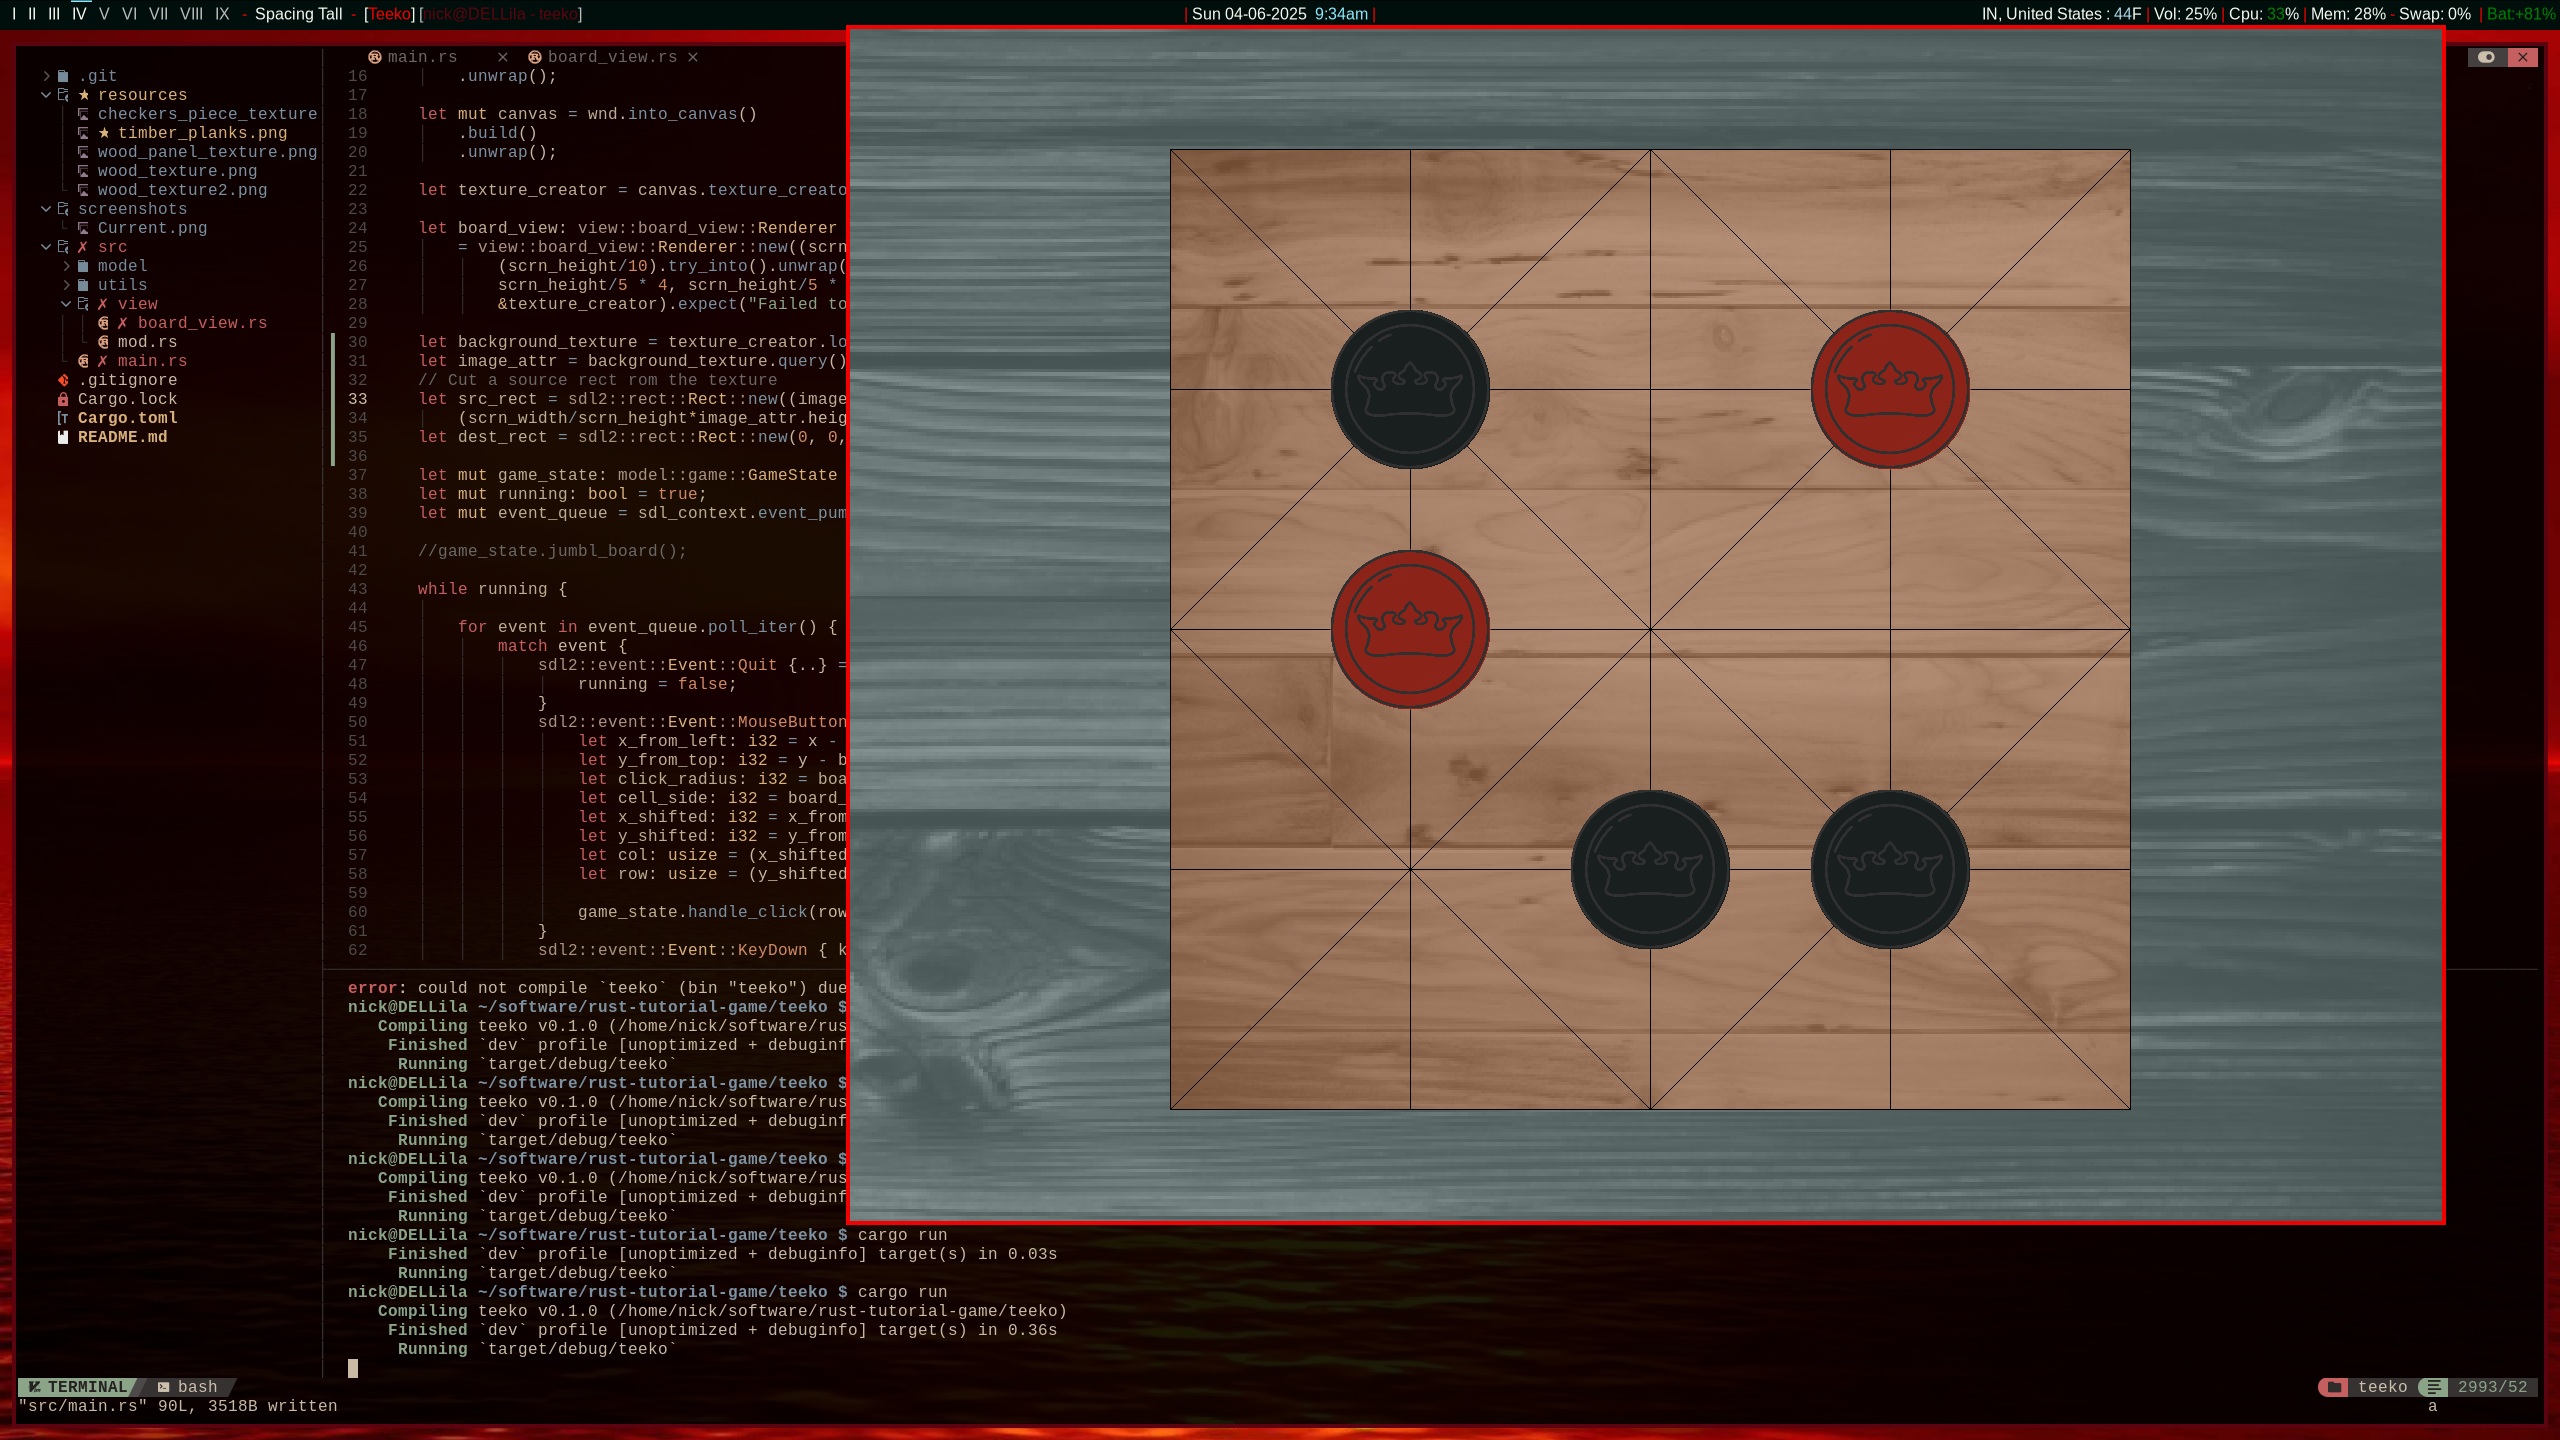 I II III IV V VI VII VIII IX - Spacing Tall - [Teeko] [nick@DELLila - teeko]
| Sun 04-06-2025 9:34am |
IN, United States : 44F | Vol: 25% | Cpu: 33% | Mem: 28% - Swap: 0% | Bat:+81%
main.rs
board_view.rs
.git
resources
checkers_piece_texture
timber_planks.png
wood_panel_texture.png
wood_texture.png
wood_texture2.png
screenshots
Current.png
src
model
utils
view
board_view.rs
mod.rs
main.rs
.gitignore
Cargo.lock
Cargo.toml
README.md
16 .unwrap();
17
18 let mut canvas = wnd.into_canvas()
19 .build()
20 .unwrap();
21
22 let texture_creator = canvas.texture_creato
23
24 let board_view: view::board_view::Renderer
25 = view::board_view::Renderer::new((scrn
26 (scrn_height/10).try_into().unwrap(
27 scrn_height/5 * 4, scrn_height/5 *
28 &texture_creator).expect("Failed to
29
30 let background_texture = texture_creator.lo
31 let image_attr = background_texture.query()
32 // Cut a source rect rom the texture
33 let src_rect = sdl2::rect::Rect::new((image
34 (scrn_width/scrn_height*image_attr.heig
35 let dest_rect = sdl2::rect::Rect::new(0, 0,
36
37 let mut game_state: model::game::GameState
38 let mut running: bool = true;
39 let mut event_queue = sdl_context.event_pum
40
41 //game_state.jumbl_board();
42
43 while running {
44
45 for event in event_queue.poll_iter() {
46 match event {
47 sdl2::event::Event::Quit {..} =
48 running = false;
49 }
50 sdl2::event::Event::MouseButton
51 let x_from_left: i32 = x -
52 let y_from_top: i32 = y - b
53 let click_radius: i32 = boa
54 let cell_side: i32 = board_
55 let x_shifted: i32 = x_from
56 let y_shifted: i32 = y_from
57 let col: usize = (x_shifted
58 let row: usize = (y_shifted
59
60 game_state.handle_click(row
61 }
62 sdl2::event::Event::KeyDown { k
error: could not compile `teeko` (bin "teeko") due
nick@DELLila ~/software/rust-tutorial-game/teeko $
Compiling teeko v0.1.0 (/home/nick/software/rus
Finished `dev` profile [unoptimized + debuginf
Running `target/debug/teeko`
nick@DELLila ~/software/rust-tutorial-game/teeko $
Compiling teeko v0.1.0 (/home/nick/software/rus
Finished `dev` profile [unoptimized + debuginf
Running `target/debug/teeko`
nick@DELLila ~/software/rust-tutorial-game/teeko $
Compiling teeko v0.1.0 (/home/nick/software/rus
Finished `dev` profile [unoptimized + debuginf
Running `target/debug/teeko`
nick@DELLila ~/software/rust-tutorial-game/teeko $ cargo run
Finished `dev` profile [unoptimized + debuginfo] target(s) in 0.03s
Running `target/debug/teeko`
nick@DELLila ~/software/rust-tutorial-game/teeko $ cargo run
Compiling teeko v0.1.0 (/home/nick/software/rust-tutorial-game/teeko)
Finished `dev` profile [unoptimized + debuginfo] target(s) in 0.36s
Running `target/debug/teeko`
TERMINAL bash teeko 2993/52
"src/main.rs" 90L, 3518B written a